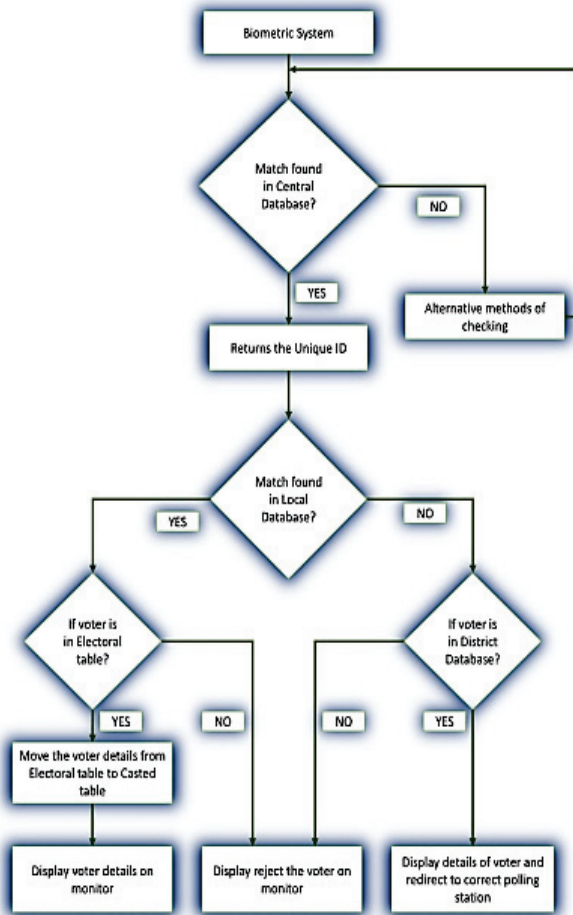 Biometric System
Match found
in Central
Database?
NO
YES
Alternative methods of
checking
Returns the Unique ID
Match found
in Local
Database?
YES
NO
If voter is
in Electoral
table?
If voter is
in District
Database?
YES
NO
NO
YES
Move the voter details from
Electoral table to Casted
table
Display voter details on
monitor
Display reject the voter on
monitor
Display details of voter and
redirect to correct polling
station